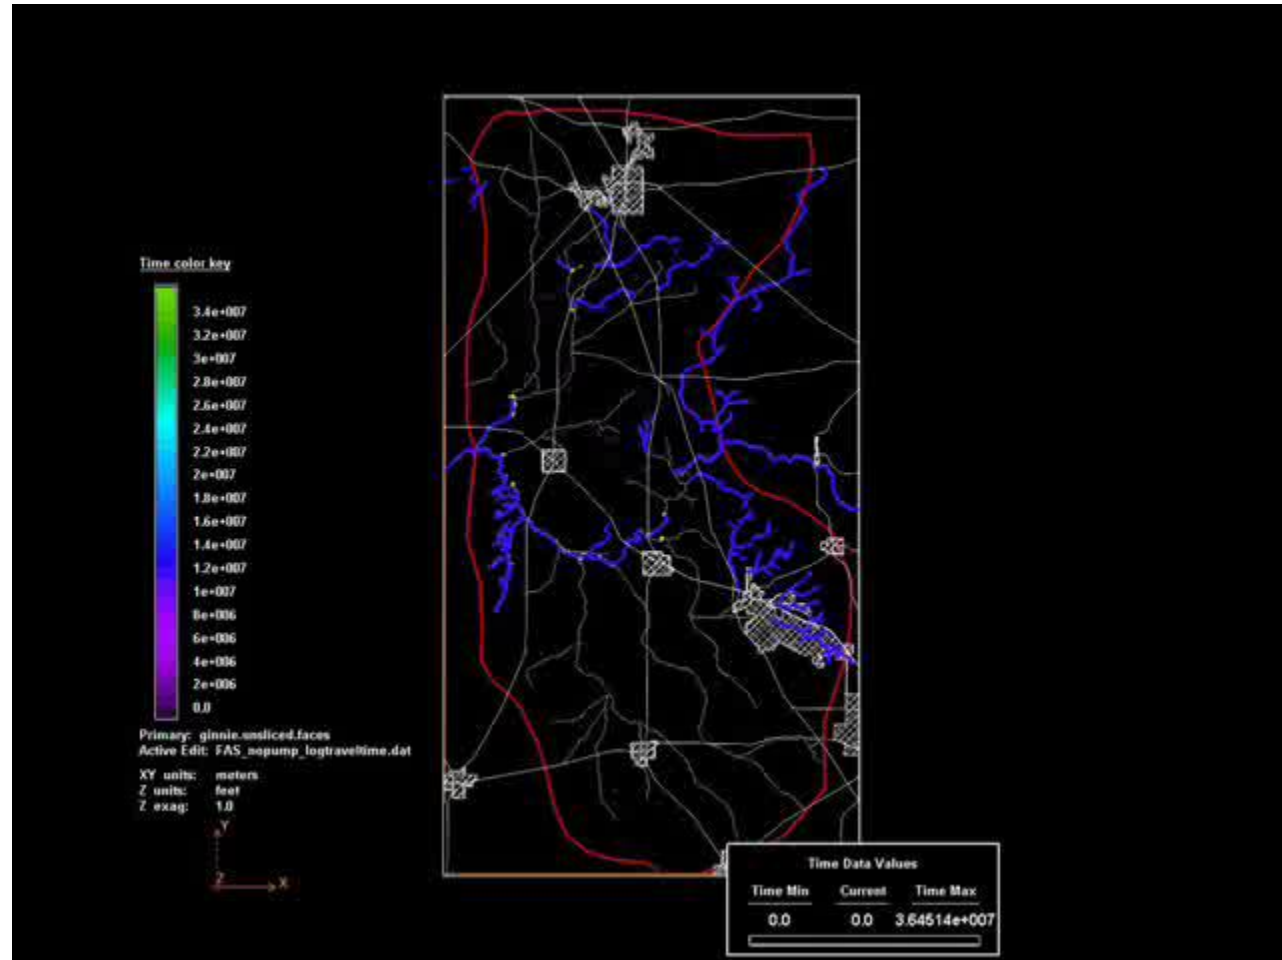 Time color key
3.4e+007
3.2e+007
3e+007
2.8e+007
2.6e+007
2.4e+007
2.2e+007
2e+007
1.8e+007
1.6e+007
1.4e+007
1.2e+007
1e+007
8e+006
6e+006
4e+006
2e+006
0.0
Primary: ginnie.unsliced.faces
Active Edit: FAS_nopump_logtraveltime.dat
XY units: meters
Z units: feet
Z exag: 1.0
Y
Z
X
Time Data Values
Time Min Current Time Max
0.0 0.0 3.64514e+007